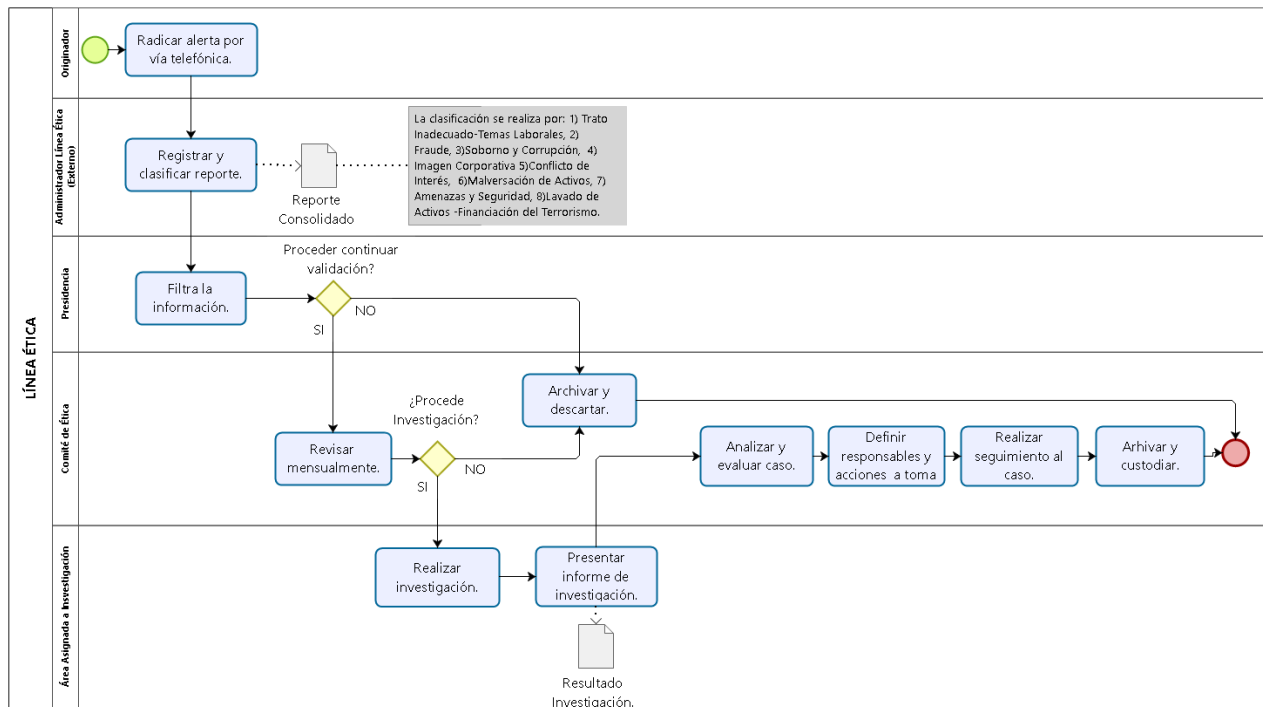 LÍNEA ÉTICA
Originador
Radicar alerta por
vía telefónica.
Administrador Línea Ética
(Externo)
Registrar y
clasificar reporte.
Reporte
Consolidado
La clasificación se realiza por: 1) Trato
Inadecuado-Temas Laborales, 2)
Fraude, 3)Soborno y Corrupción, 4)
Imagen Corporativa 5)Conflicto de
Interés, 6)Malversación de Activos, 7)
Amenazas y Seguridad, 8)Lavado de
Activos -Financiación del Terrorismo.
Presidencia
Filtra la
información.
Proceder continuar
validación?
NO
SI
Comité de Ética
Revisar
mensualmente.
¿Procede
Investigación?
NO
SI
Archivar y
descartar.
Analizar y
evaluar caso.
Definir
responsables y
acciones a toma
Realizar
seguimiento al
caso.
Arhivar y
custodiar.
Área Asignada a Investigación
Realizar
investigación.
Presentar
informe de
investigación.
Resultado
Investigación.